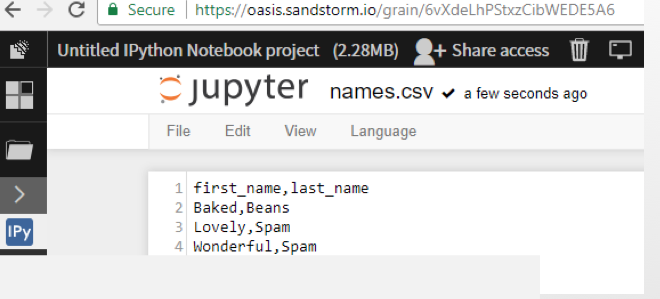 Secure | https://oasis.sandstorm.io/grain/6vXdeLhPStxzCibWEDE5A6
Untitled IPython Notebook project (2.28MB) Share access
jupyter names.csv a few seconds ago
File Edit View Language
1 first_name,last_name
2 Baked,Beans
3 Lovely,Spam
IPy
4 Wonderful,Spam